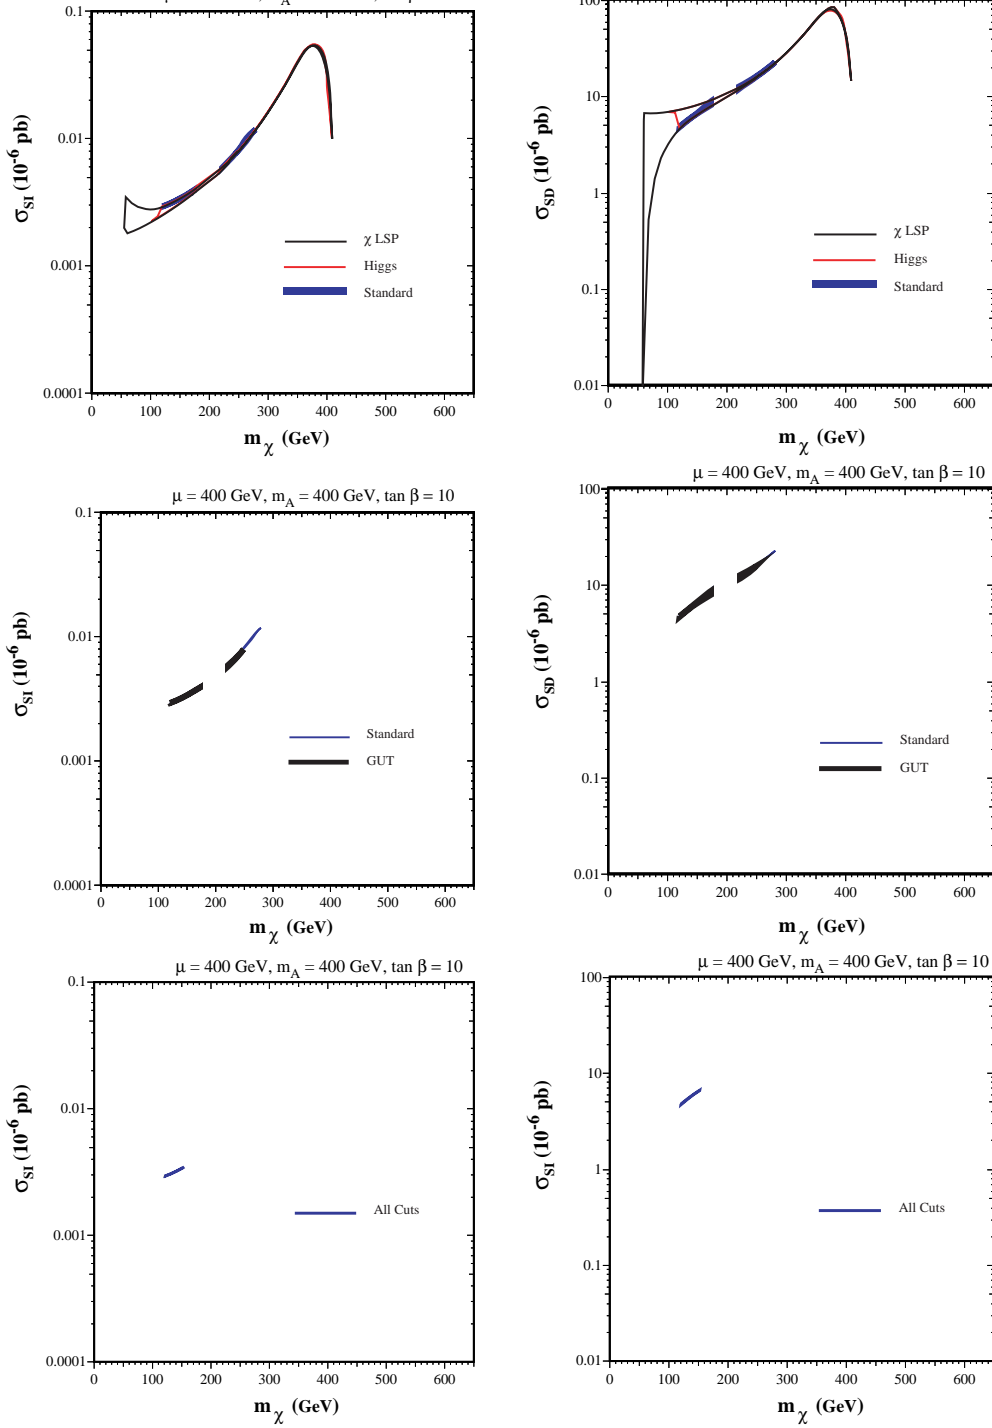 0.1
0.01
0.001
0.0001
σSI (10-6 pb)
χ LSP
Higgs
Standard
0 100 200 300 400 500 600
mχ (GeV)
100
10
1
0.1
0.01
σSD (10-6 pb)
χ LSP
Higgs
Standard
0 100 200 300 400 500 600
mχ (GeV)
μ = 400 GeV, mA = 400 GeV, tan β = 10
0.1
0.01
0.001
0.0001
σSI (10-6 pb)
Standard
GUT
0 100 200 300 400 500 600
mχ (GeV)
μ = 400 GeV, mA = 400 GeV, tan β = 10
100
10
1
0.1
0.01
σSD (10-6 pb)
Standard
GUT
0 100 200 300 400 500 600
mχ (GeV)
μ = 400 GeV, mA = 400 GeV, tan β = 10
0.1
0.01
0.001
0.0001
σSI (10-6 pb)
All Cuts
0 100 200 300 400 500 600
mχ (GeV)
μ = 400 GeV, mA = 400 GeV, tan β = 10
100
10
1
0.1
0.01
σSI (10-6 pb)
All Cuts
0 100 200 300 400 500 600
mχ (GeV)